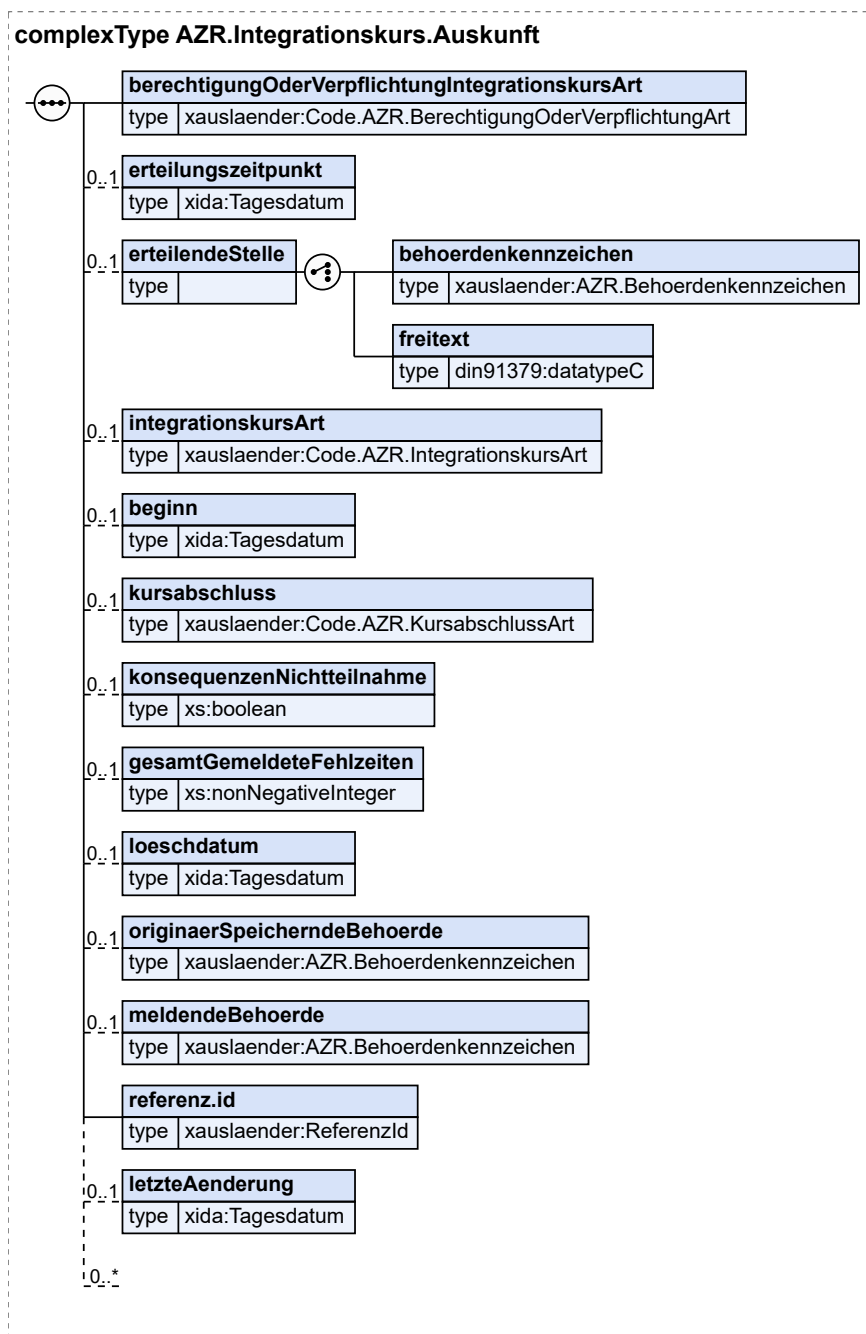 complexType AZR.Integrationskurs.Auskunft
berechtigungOderVerpflichtungIntegrationskursArt
type xauslaender:Code.AZR.BerechtigungOderVerpflichtungArt
0..1 erteilungszeitpunkt
type xida:Tagesdatum
0..1 erteilendeStelle
type
behoerdenkennzeichen
type xauslaender:AZR.Behoerdenkennzeichen
freitext
type din91379:datatypeC
0..1 integrationskursArt
type xauslaender:Code.AZR.IntegrationskursArt
0..1 beginn
type xida:Tagesdatum
0..1 kursabschluss
type xauslaender:Code.AZR.KursabschlussArt
0..1 konsequenzenNichtteilnahme
type xs:boolean
0..1 gesamtGemeldeteFehlzeiten
type xs:nonNegativeInteger
0..1 loeschdatum
type xida:Tagesdatum
0..1 originaerSpeicherndeBehoerde
type xauslaender:AZR.Behoerdenkennzeichen
0..1 meldendeBehoerde
type xauslaender:AZR.Behoerdenkennzeichen
referenz.id
type xauslaender:ReferenzId
0..1 letzteAenderung
type xida:Tagesdatum
0..*